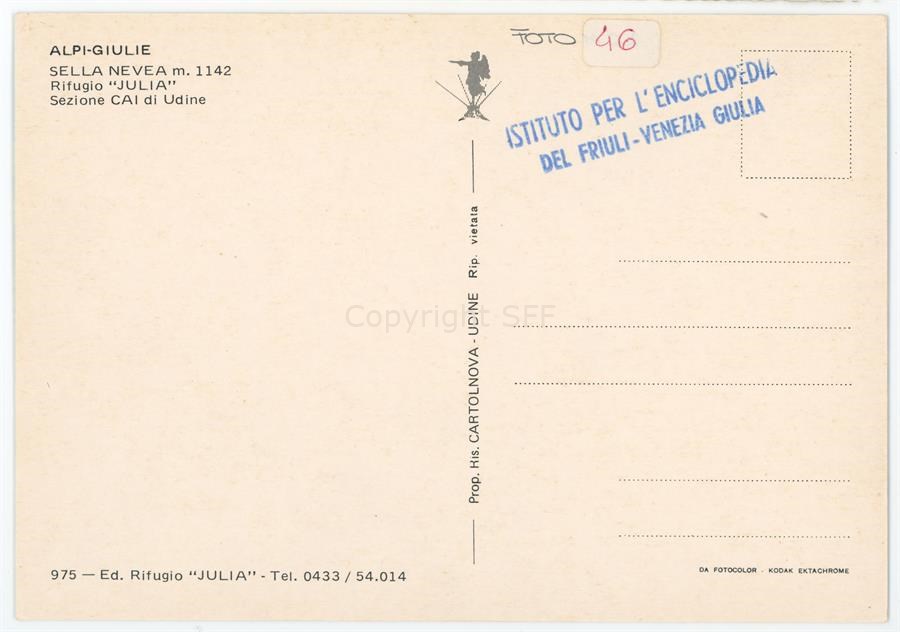 ALPI-GIULIE
SELLA NEVEA m. 1142
Rifugio "JULIA"
Sezione CAI di Udine
FOTO 46
ISTITUTO PER L'ENCICLOPEDIA
DEL FRIULI-VENEZIA GIULIA
Prop. Ris. CARTOLNOVA - UDINE Rip. vietata
Copyright SFF
975 — Ed. Rifugio "JULIA" - Tel. 0433 / 54.014
DA FOTOCOLOR - KODAK EKTACHROME